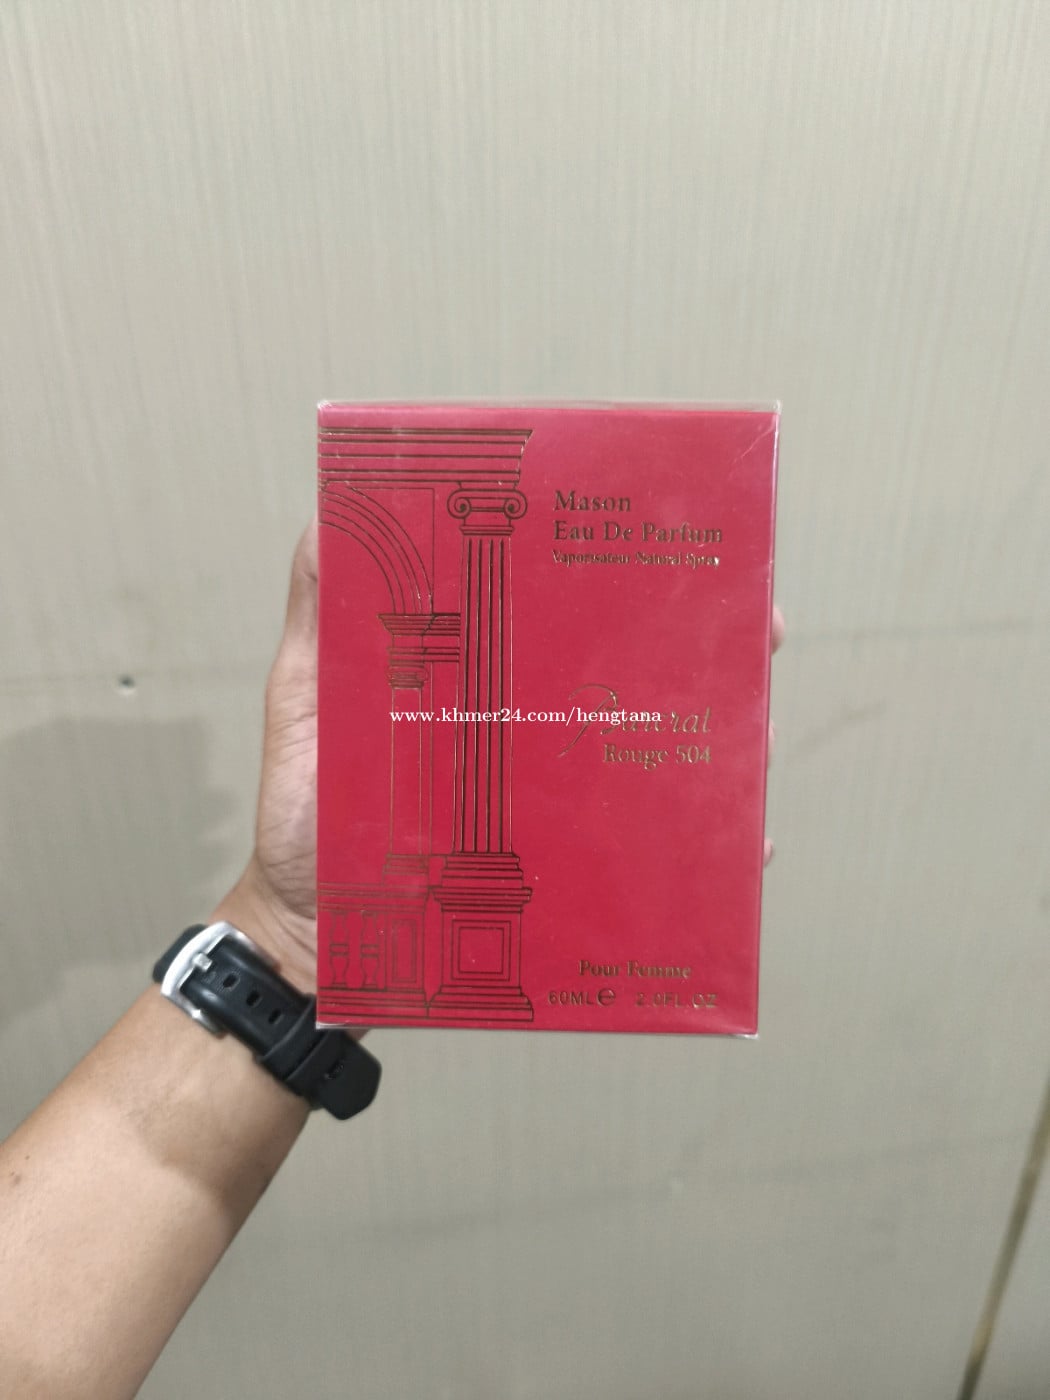 Mason
Eau De Parfum
Vaporisateur Natural Spray
www.khmer24.com/hengtana
Rouge 504
Pour Femme
60ML℮ 2.0FL.OZ